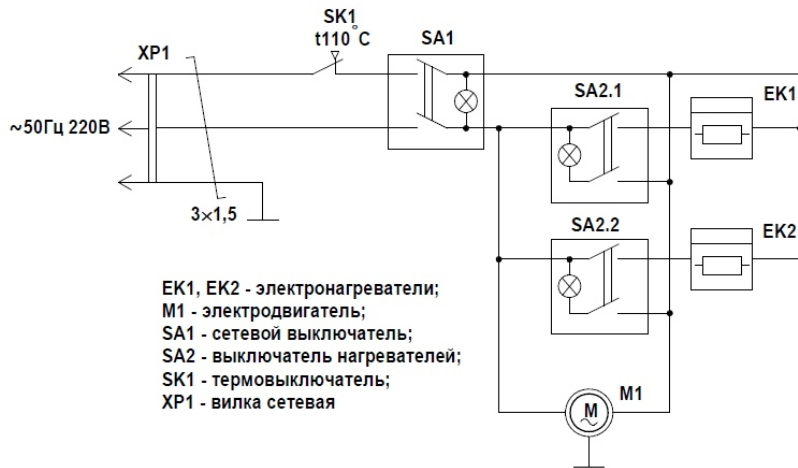 SK1
t110°C
XP1
SA1
SA2.1
EK1
~50Гц 220В
3×1,5
SA2.2
EK2
EK1, EK2 - электронагреватели;
M1 - электродвигатель;
SA1 - сетевой выключатель;
SA2 - выключатель нагревателей;
SK1 - термовыключатель;
XP1 - вилка сетевая
M1
M